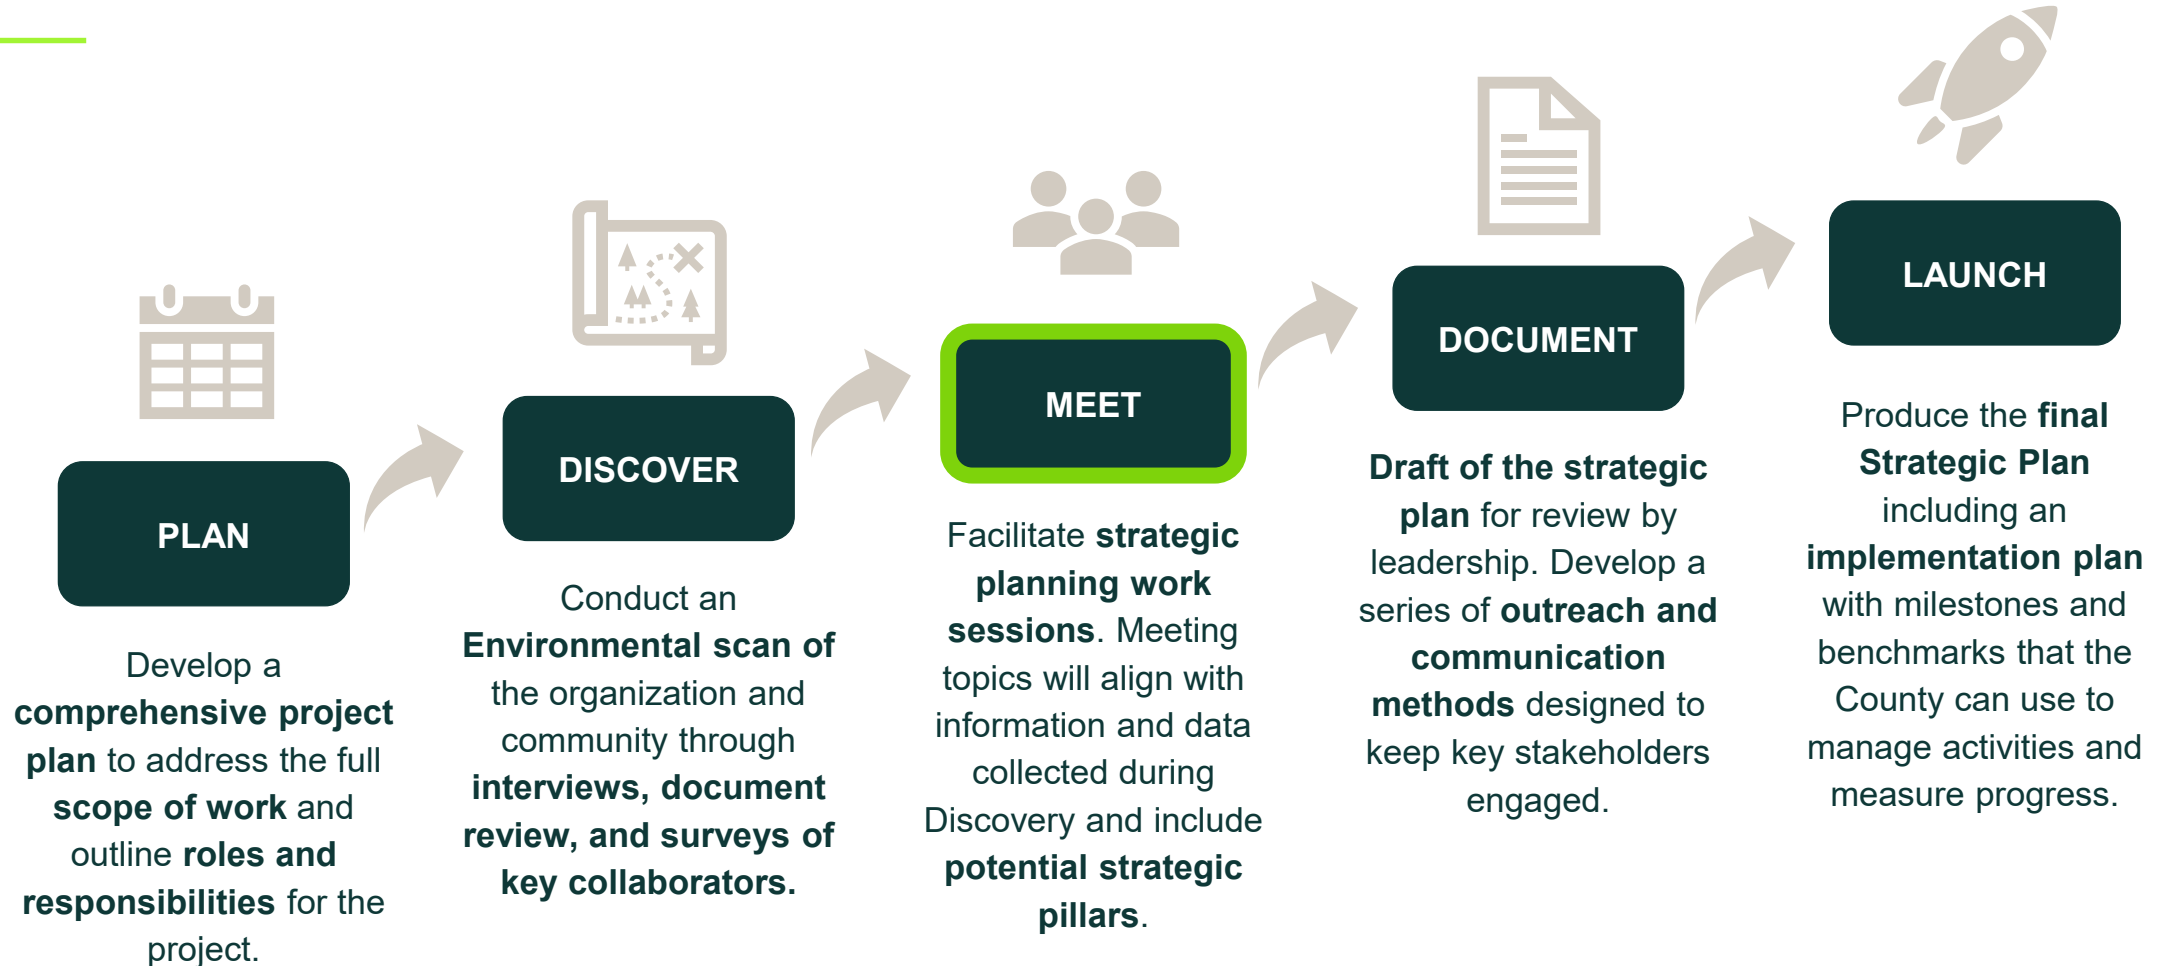 PLAN
Develop a
comprehensive project
plan to address the full
scope of work and
outline roles and
responsibilities for the
project.
DISCOVER
Conduct an
Environmental scan of
the organization and
community through
interviews, document
review, and surveys of
key collaborators.
MEET
Facilitate strategic
planning work
sessions. Meeting
topics will align with
information and data
collected during
Discovery and include
potential strategic
pillars.
DOCUMENT
Draft of the strategic
plan for review by
leadership. Develop a
series of outreach and
communication
methods designed to
keep key stakeholders
engaged.
LAUNCH
Produce the final
Strategic Plan
including an
implementation plan
with milestones and
benchmarks that the
County can use to
manage activities and
measure progress.